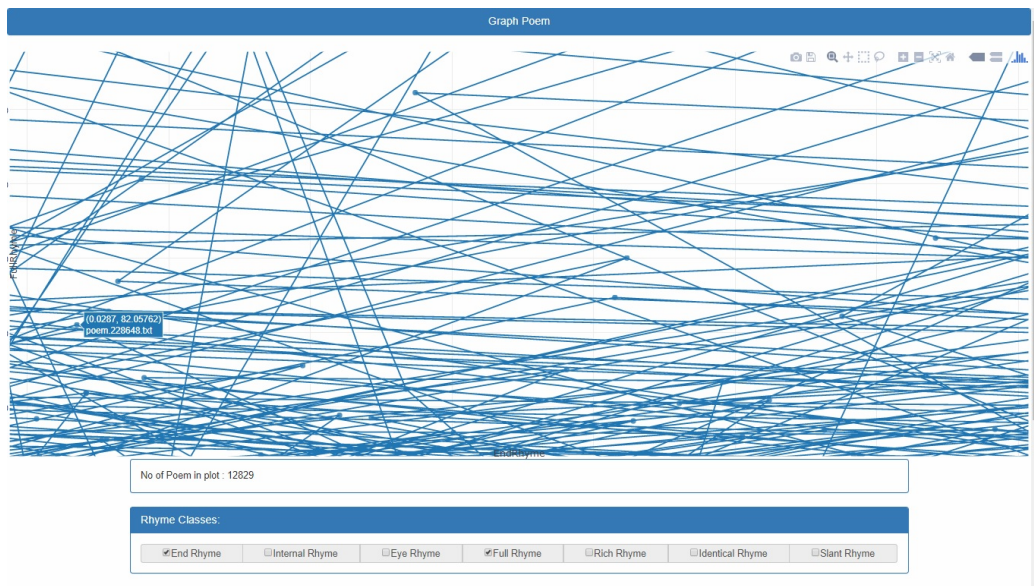 Graph Poem
FullRhyme
(0.0287, 82.05762)
poem.228648.txt
EndRhyme
No of Poem in plot : 12829
Rhyme Classes:
End Rhyme Internal Rhyme Eye Rhyme Full Rhyme Rich Rhyme Identical Rhyme Slant Rhyme